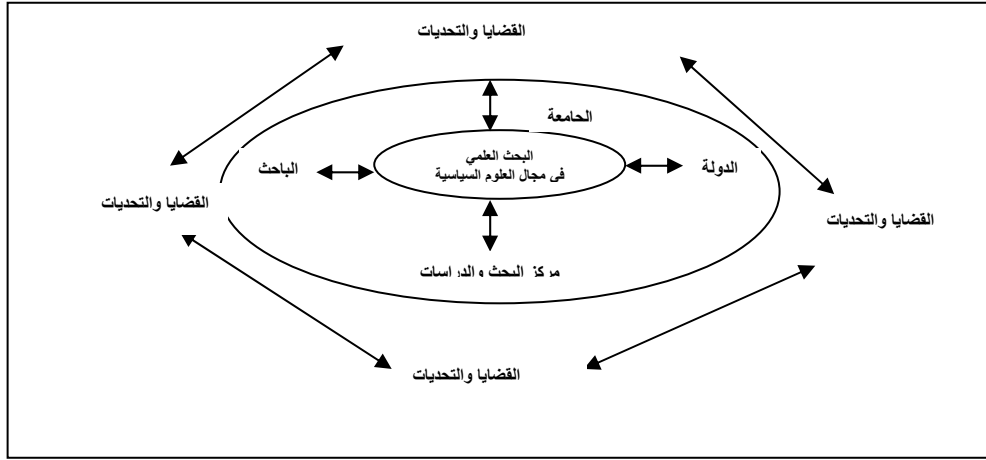 القضايا والتحديات
الحامعة
البحث العلمي
فى مجال العلوم السياسية
الدولة
الباحث
القضايا والتحديات
القضايا والتحديات
مركز البحث والدراسات
القضايا والتحديات